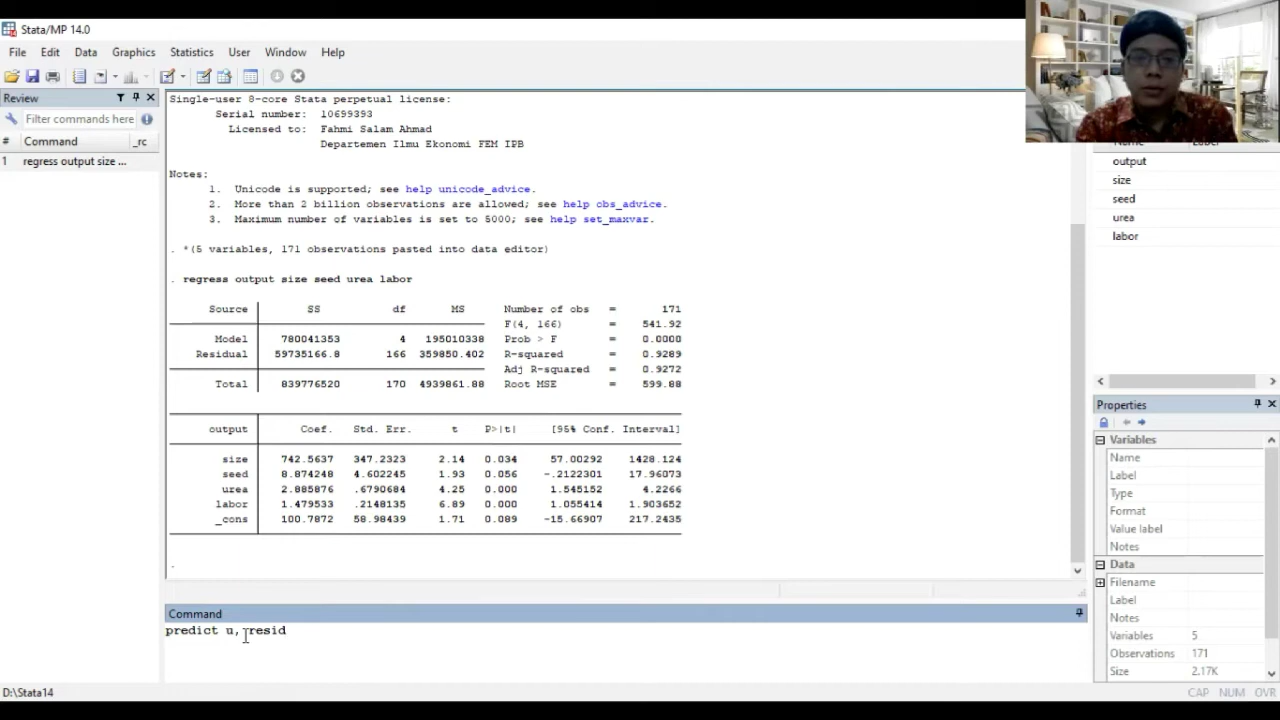 Stata/MP 14.0
File Edit Data Graphics Statistics User Window Help
Review
Filter commands here
# Command _rc
1 regress output size ...
Single-user 8-core Stata perpetual license:
Serial number: 10699393
Licensed to: Fahmi Salam Ahmad
Departemen Ilmu Ekonomi FEM IPB
Notes:
1. Unicode is supported; see help unicode_advice.
2. More than 2 billion observations are allowed; see help obs_advice.
3. Maximum number of variables is set to 5000; see help set_maxvar.
. *(5 variables, 171 observations pasted into data editor)
. regress output size seed urea labor
Source SS df MS Number of obs = 171
F(4, 166) = 541.92
Model 780041353 4 195010338 Prob > F = 0.0000
Residual 59735166.8 166 359850.402 R-squared = 0.9289
Adj R-squared = 0.9272
Total 839776520 170 4939861.88 Root MSE = 599.88
output Coef. Std. Err. t P>|t| [95% Conf. Interval]
size 742.5637 347.2323 2.14 0.034 57.00292 1428.124
seed 8.874248 4.602245 1.93 0.056 -.2122301 17.96073
urea 2.885876 .6790684 4.25 0.000 1.545152 4.2266
labor 1.479533 .2148135 6.89 0.000 1.055414 1.903652
_cons 100.7872 58.98439 1.71 0.089 -15.66907 217.2435
.
Command
predict u, resid
output
size
seed
urea
labor
Properties
Variables
Name
Label
Type
Format
Value label
Notes
Data
Filename
Label
Notes
Variables 5
Observations 171
Size 2.17K
D:\Stata14
CAP NUM OVR